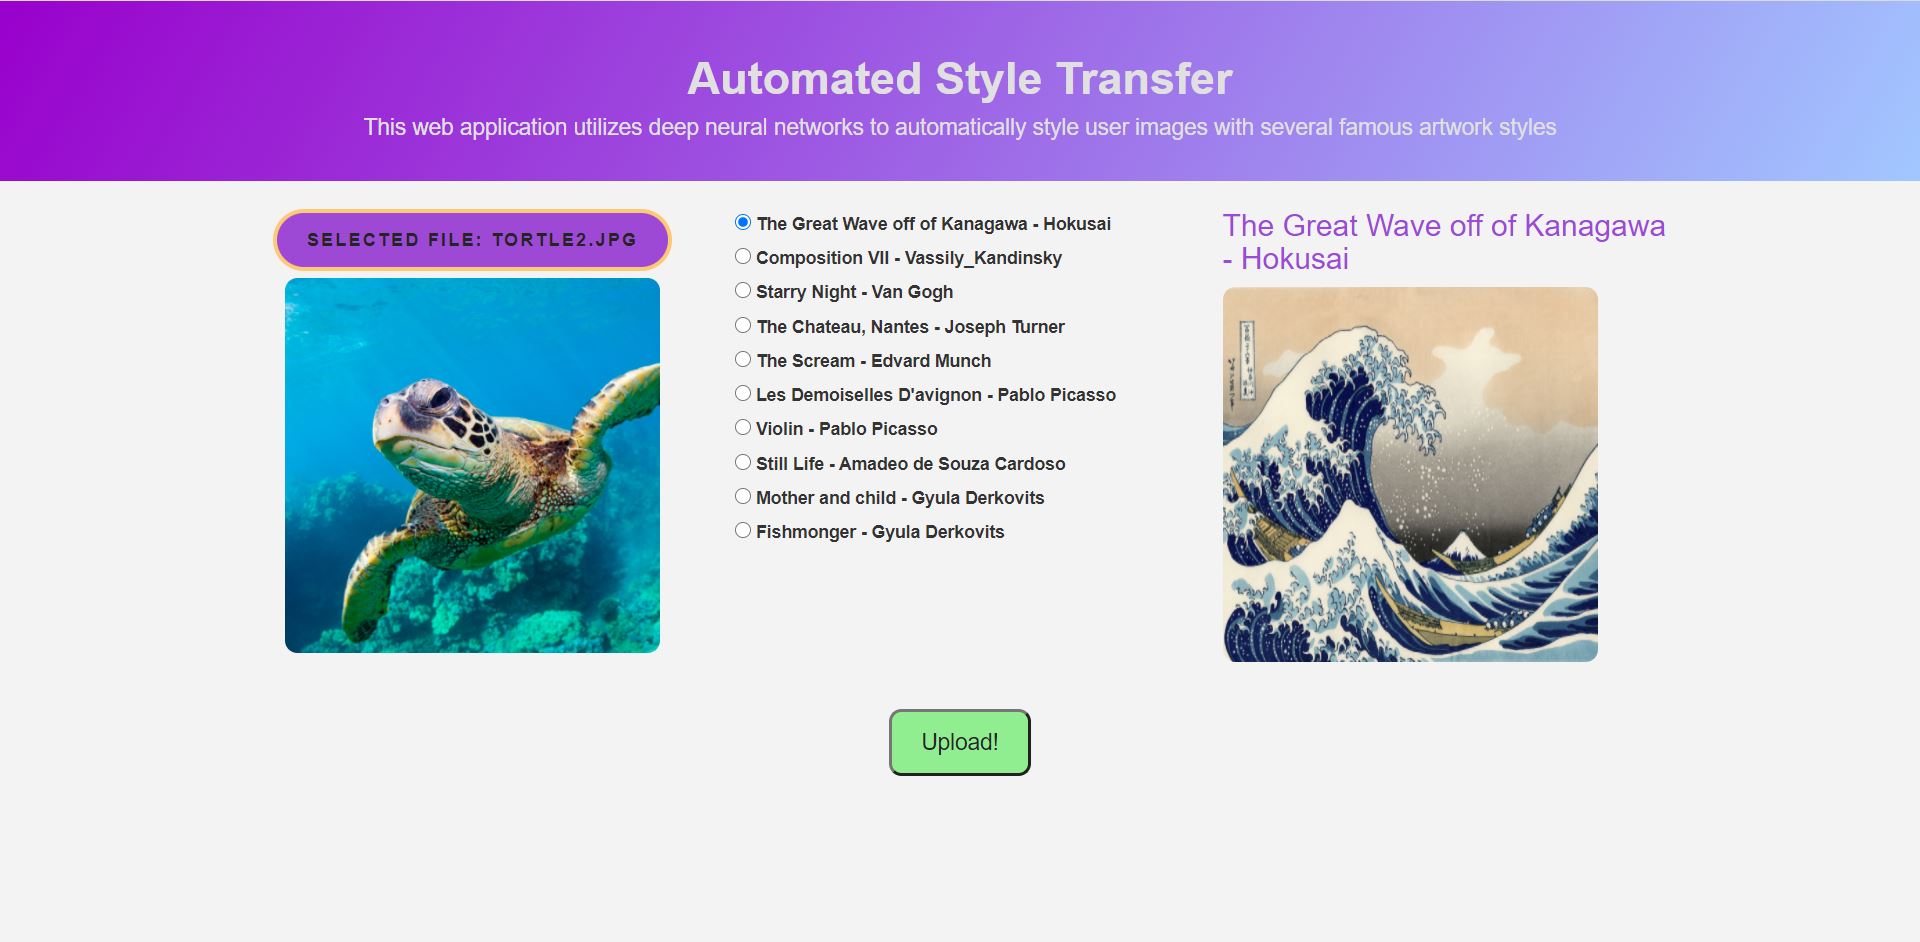 Automated Style Transfer
This web application utilizes deep neural networks to automatically style user images with several famous artwork styles
SELECTED FILE: TORTLE2.JPG
The Great Wave off of Kanagawa - Hokusai
Composition VII - Vassily_Kandinsky
Starry Night - Van Gogh
The Chateau, Nantes - Joseph Turner
The Scream - Edvard Munch
Les Demoiselles D'avignon - Pablo Picasso
Violin - Pablo Picasso
Still Life - Amadeo de Souza Cardoso
Mother and child - Gyula Derkovits
Fishmonger - Gyula Derkovits
The Great Wave off of Kanagawa
- Hokusai
Upload!